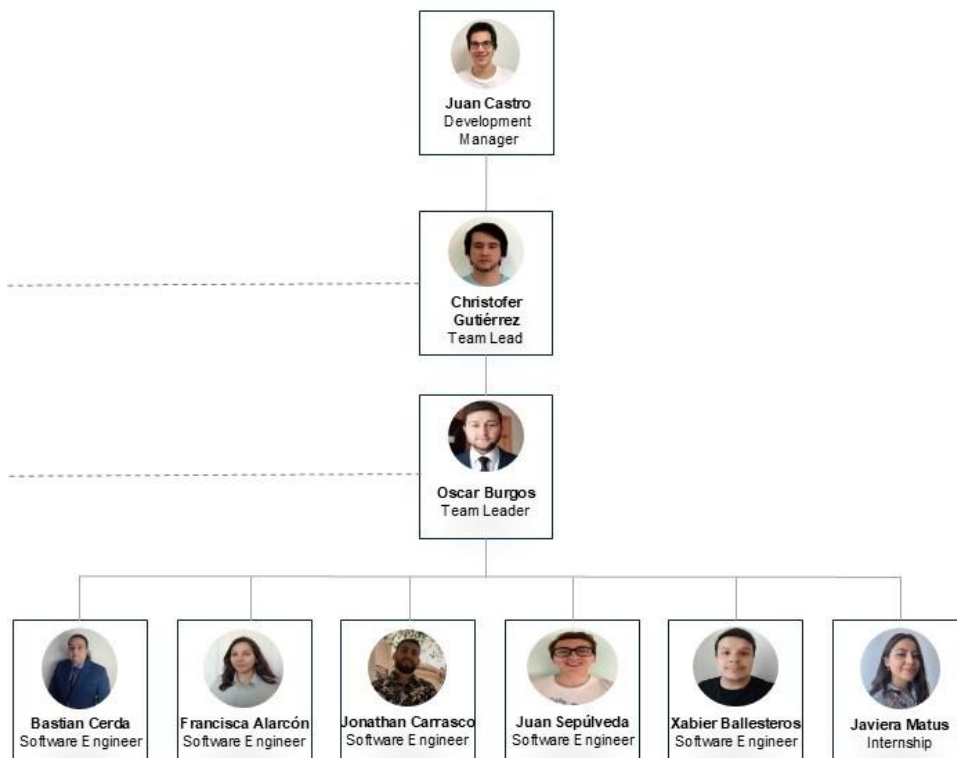 Juan Castro
Development
Manager
Christofer
Gutiérrez
Team Lead
Oscar Burgos
Team Leader
Bastian Cerda
Software Engineer
Francisca Alarcón
Software Engineer
Jonathan Carrasco
Software Engineer
Juan Sepúlveda
Software Engineer
Xabier Ballesteros
Software Engineer
Javiera Matus
Internship